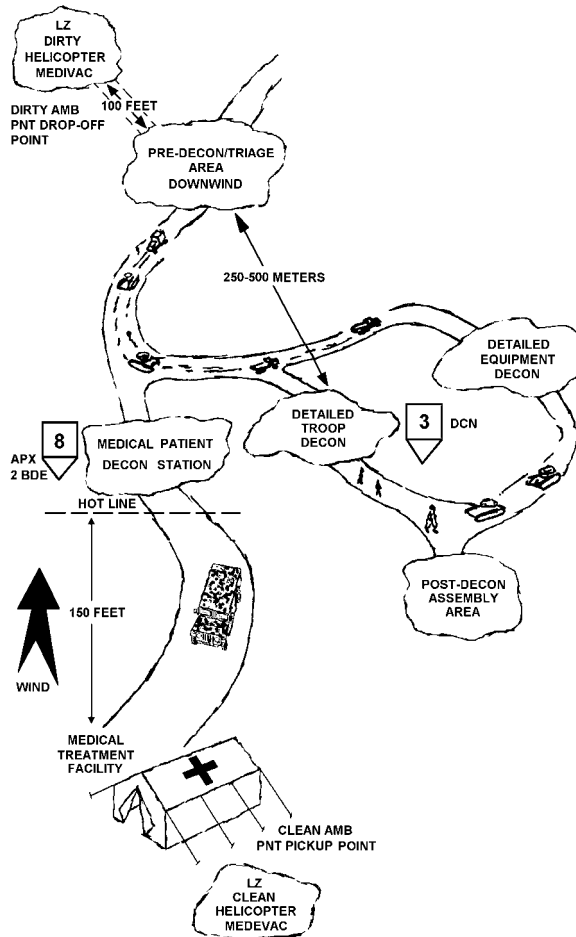 LZ
DIRTY
HELICOPTER
MEDIVAC
100 FEET
DIRTY AMB
PNT DROP-OFF
POINT
PRE-DECON/TRIAGE
AREA
DOWNWIND
250-500 METERS
DETAILED
EQUIPMENT
DECON
DETAILED
TROOP
DECON
3
DCN
8
APX
2 BDE
MEDICAL PATIENT
DECON STATION
HOT LINE
150 FEET
WIND
POST-DECON
ASSEMBLY
AREA
MEDICAL
TREATMENT
FACILITY
CLEAN AMB
PNT PICKUP POINT
LZ
CLEAN
HELICOPTER
MEDEVAC